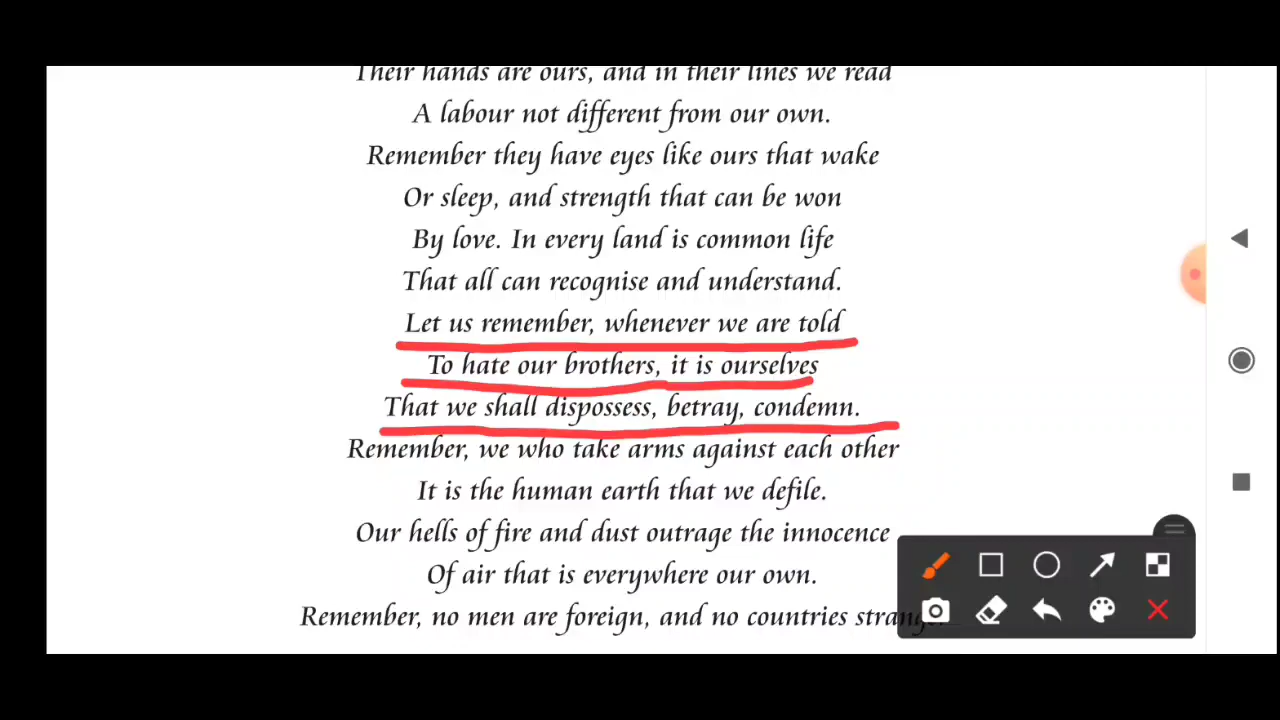 Their hands are ours, and in their lines we read
A labour not different from our own.
Remember they have eyes like ours that wake
Or sleep, and strength that can be won
By love. In every land is common life
That all can recognise and understand.
Let us remember, whenever we are told
To hate our brothers, it is ourselves
That we shall dispossess, betray, condemn.
Remember, we who take arms against each other
It is the human earth that we defile.
Our hells of fire and dust outrage the innocence
Of air that is everywhere our own.
Remember, no men are foreign, and no countries strange.